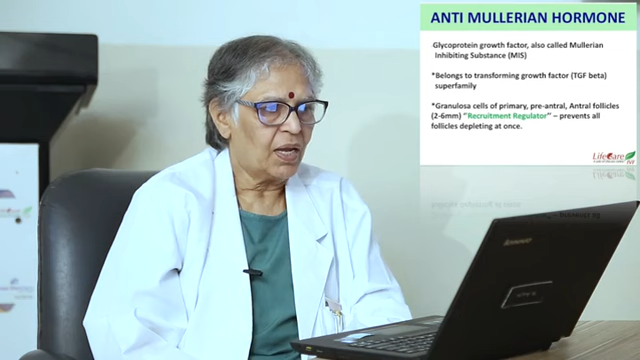 ANTI MULLERIAN HORMONE
Glycoprotein growth factor, also called Mullerian
Inhibiting Substance (MIS)
*Belongs to transforming growth factor (TGF beta)
superfamily
*Granulosa cells of primary, pre-antral, Antral follicles
(2-6mm) "Recruitment Regulator" – prevents all
follicles depleting at once.
LifeCare
IVF
lenovo